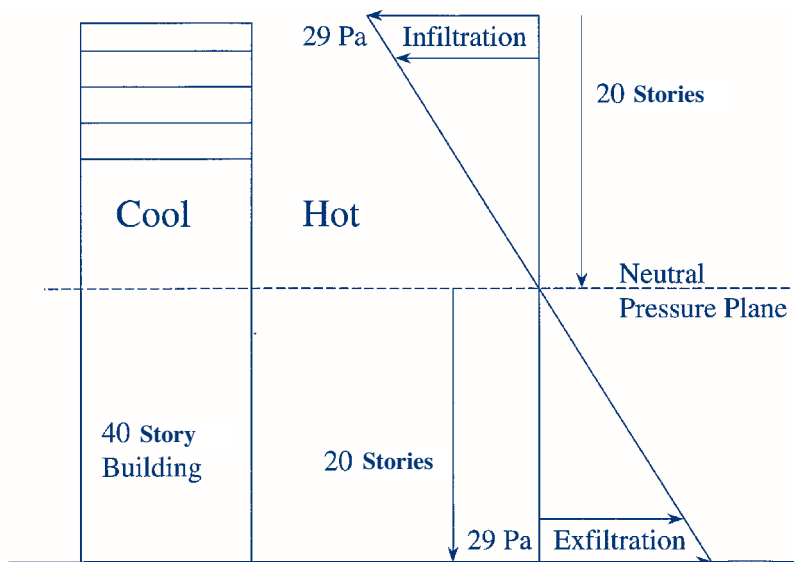 29 Pa
Infiltration
20 Stories
Cool
Hot
Neutral
Pressure Plane
40 Story
Building
20 Stories
29 Pa
Exfiltration